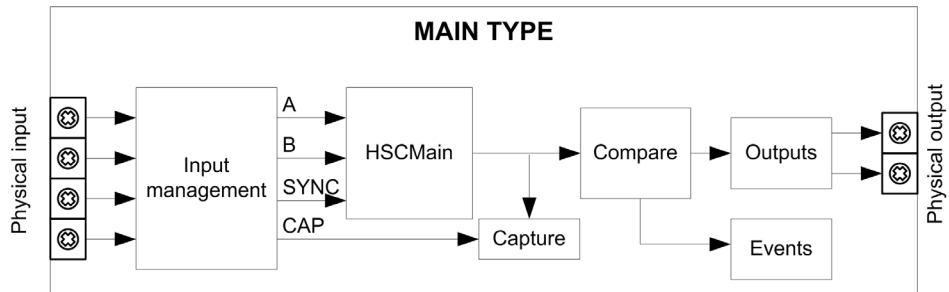 MAIN TYPE
Physical input
Input
management
A
B
SYNC
CAP
HSCMain
Capture
Compare
Outputs
Events
Physical output